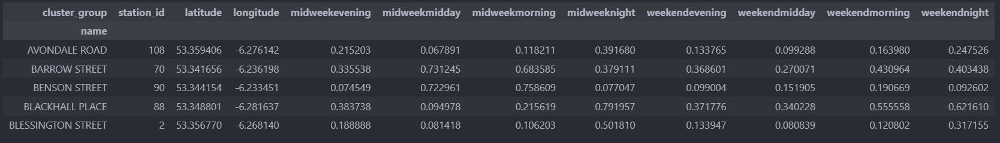 cluster_group station_id latitude longitude midweekevening midweekmidday midweekmorning midweeknight weekendevening weekendmidday weekendmorning weekendnight
name
AVONDALE ROAD 108 53.359406 -6.276142 0.215203 0.067891 0.118211 0.391680 0.133765 0.099288 0.163980 0.247526
BARROW STREET 70 53.341656 -6.236198 0.335538 0.731245 0.683585 0.379111 0.368601 0.270071 0.430964 0.403438
BENSON STREET 90 53.344154 -6.233451 0.074549 0.722961 0.758609 0.077047 0.099004 0.151905 0.190669 0.092602
BLACKHALL PLACE 88 53.348801 -6.281637 0.383738 0.094978 0.215619 0.791957 0.371776 0.340228 0.555558 0.621610
BLESSINGTON STREET 2 53.356770 -6.268140 0.188888 0.081418 0.106203 0.501810 0.133947 0.080839 0.120802 0.317155